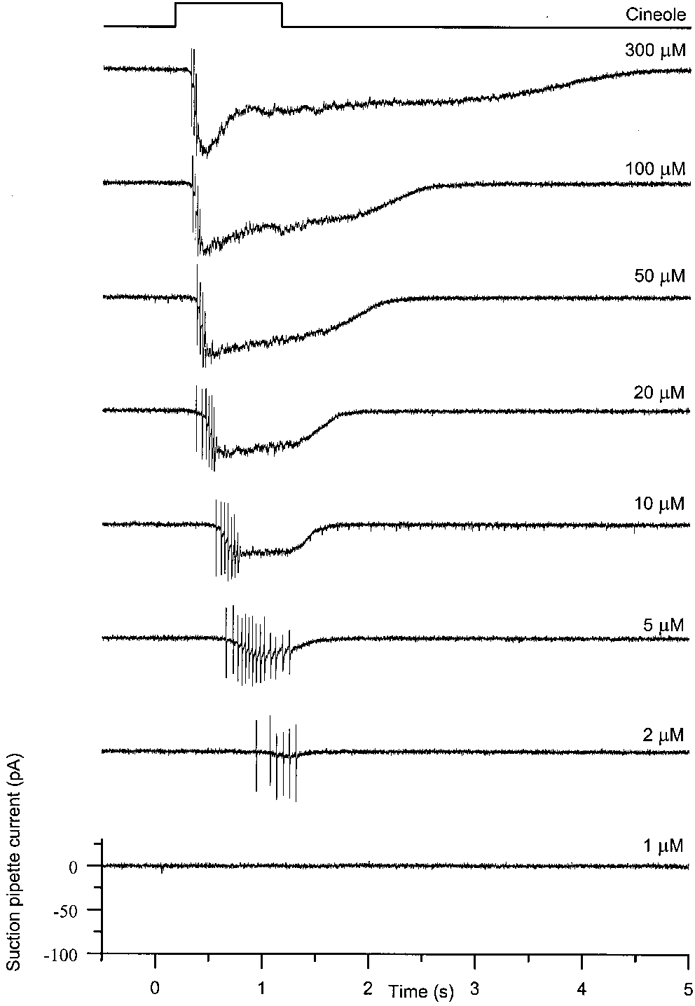 Cineole
300 μM
100 μM
50 μM
20 μM
10 μM
5 μM
2 μM
1 μM
Suction pipette current (pA)
0
-50
-100
0 1 2 3 4 5
Time (s)